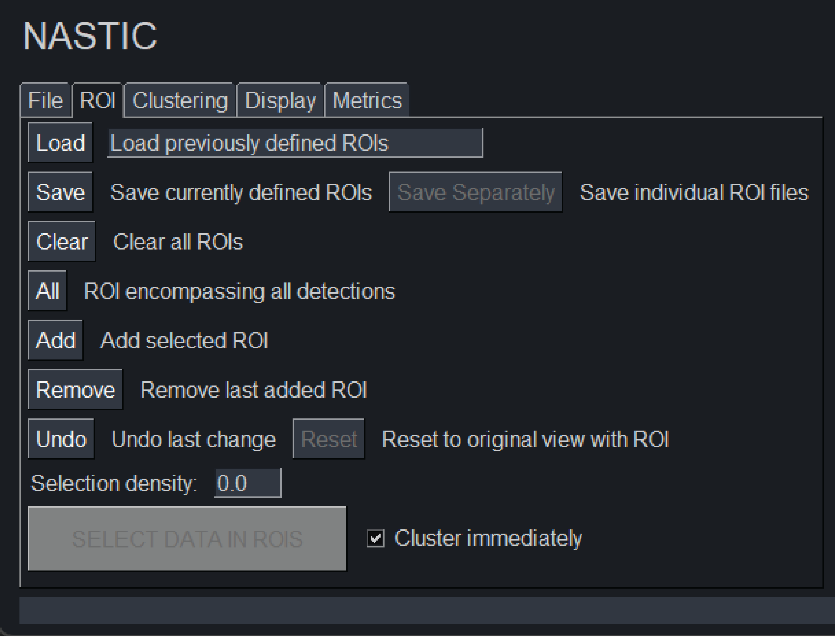 NASTIC
File ROI Clustering Display Metrics
Load Load previously defined ROIs
Save Save currently defined ROIs Save Separately Save individual ROI files
Clear Clear all ROIs
All ROI encompassing all detections
Add Add selected ROI
Remove Remove last added ROI
Undo Undo last change Reset Reset to original view with ROI
Selection density: 0.0
SELECT DATA IN ROIS Cluster immediately